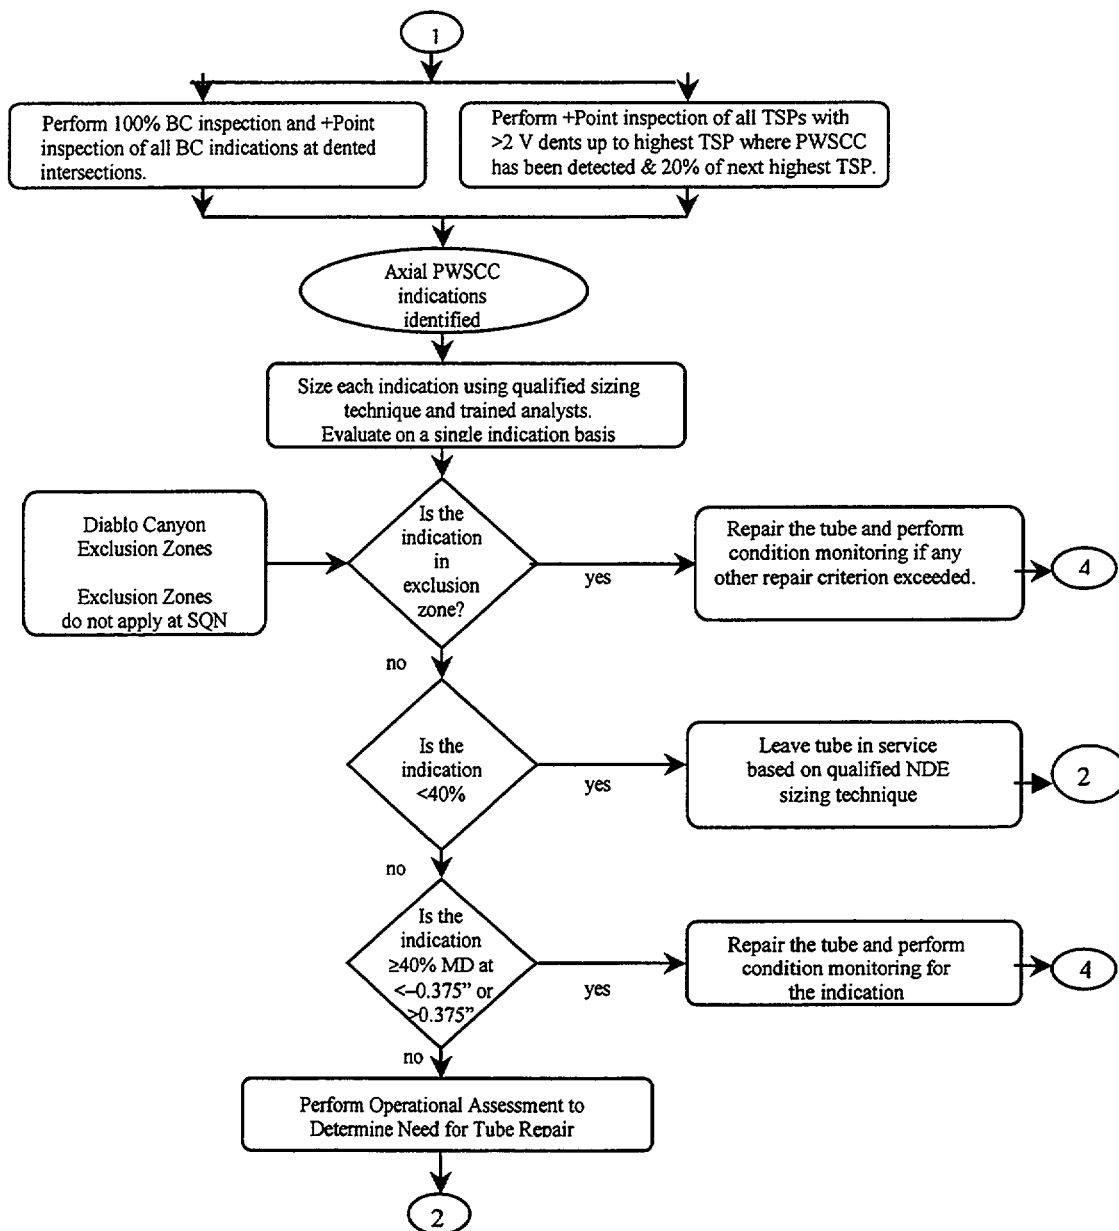 1
Perform 100% BC inspection and +Point
inspection of all BC indications at dented
intersections.
Perform +Point inspection of all TSPs with
>2 V dents up to highest TSP where PWSCC
has been detected & 20% of next highest TSP.
Axial PWSCC
indications
identified
Size each indication using qualified sizing
technique and trained analysts.
Evaluate on a single indication basis
Diablo Canyon
Exclusion Zones
Exclusion Zones
do not apply at SQN
Is the
indication
in
exclusion
zone?
yes
Repair the tube and perform
condition monitoring if any
other repair criterion exceeded.
4
no
Is the
indication
<40%
yes
Leave tube in service
based on qualified NDE
sizing technique
2
no
Is the
indication
≥40% MD at
<–0.375” or
>0.375”
yes
Repair the tube and perform
condition monitoring for
the indication
4
no
Perform Operational Assessment to
Determine Need for Tube Repair
2